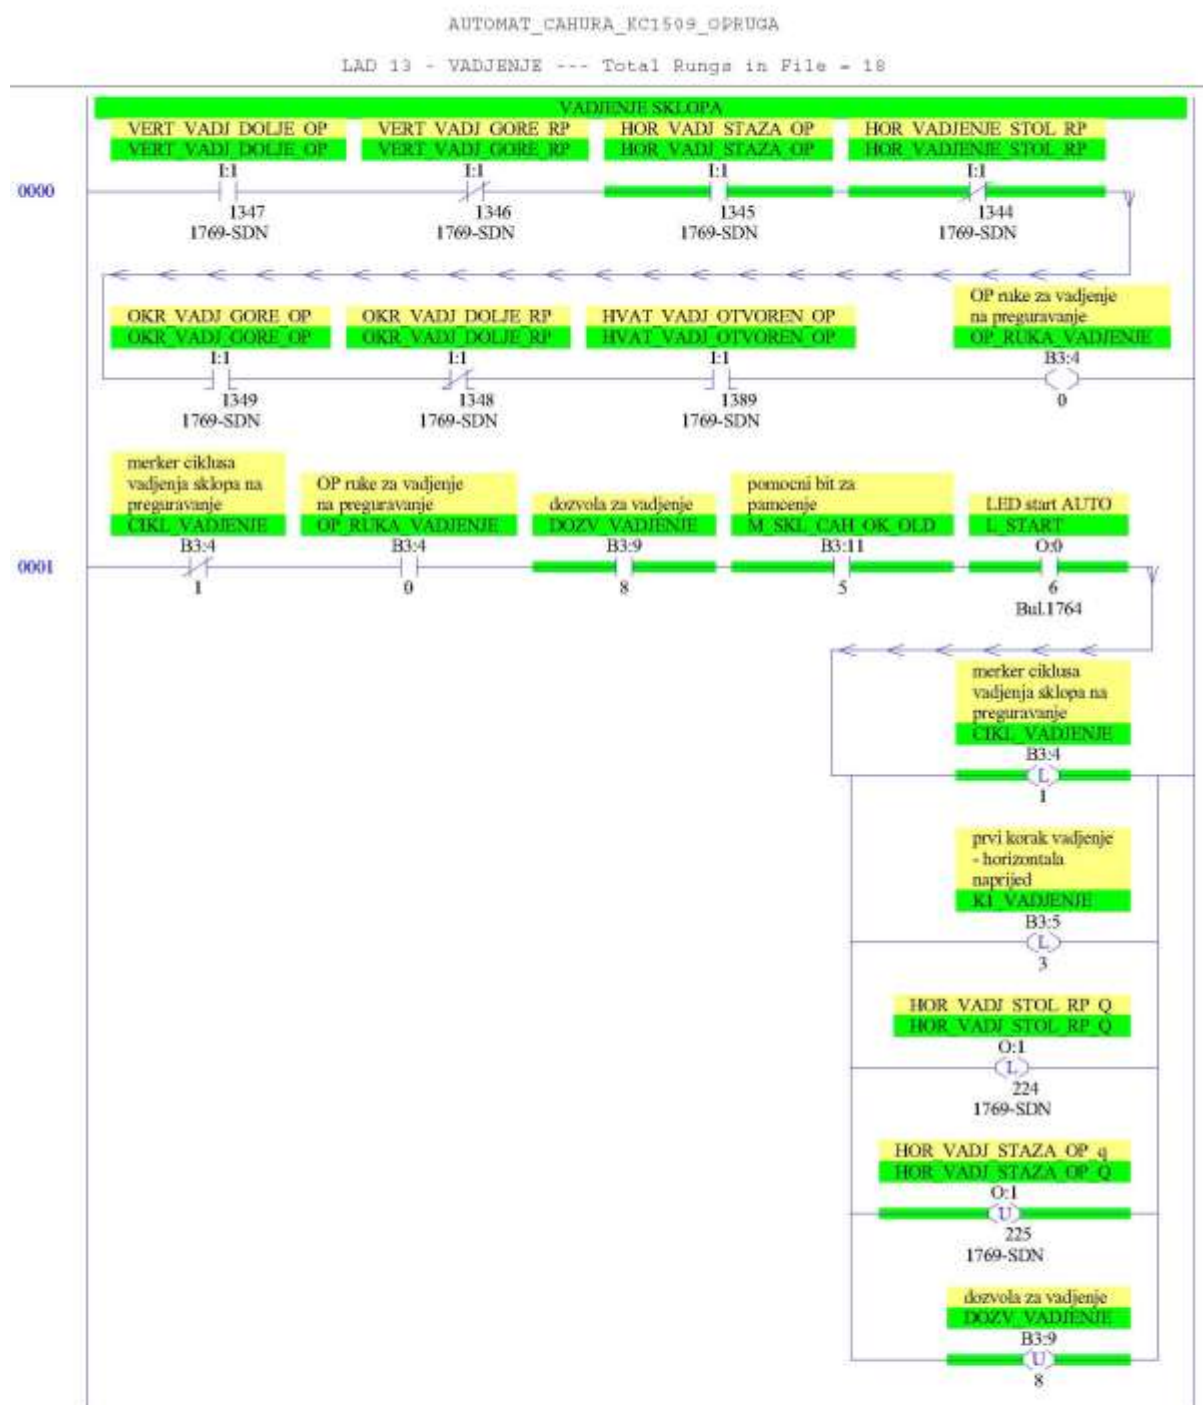 AUTOMAT_CAHURA_KC1509_OPRUGA
LAD 13 - VADJENJE --- Total Rungs in File = 18
VADJENJE SKLOPA
VERT_VADJ_DOLJE_OP VERT_VADJ_GORE_RP HOR_VADJ_STAZA_OP HOR_VADJENJE_STOL_RP
VERT_VADJ_DOLJE_OP VERT_VADJ_GORE_RP HOR_VADJ_STAZA_OP HOR_VADJENJE_STOL_RP
I:1 I:1 I:1 I:1
0000
1347 1346 1345 1344
1769-SDN 1769-SDN 1769-SDN 1769-SDN
OP ruke za vadjenje
OKR_VADJ_GORE_OP OKR_VADJ_DOLJE_RP HVAT_VADJ_OTVOREN_OP na preguravanje
OKR_VADJ_GORE_OP OKR_VADJ_DOLJE_RP HVAT_VADJ_OTVOREN_OP OP_RUKA_VADJENJE
I:1 I:1 I:1 B3:4
1349 1348 1389 0
1769-SDN 1769-SDN 1769-SDN
merker ciklusa
vadjenja sklopa na OP ruke za vadjenje pomocni bit za
preguravanje na preguravanje dozvola za vadjenje pamcenje LED start AUTO
CIKL_VADJENJE OP_RUKA_VADJENJE DOZV_VADJENJE M_SKL_CAH_OK_OLD L_START
B3:4 B3:4 B3:9 B3:11 O:0
0001
1 0 8 5 6
Bul.1764
merker ciklusa
vadjenja sklopa na
preguravanje
CIKL_VADJENJE
B3:4
L
1
prvi korak vadjenje
- horizontala
naprijed
K1_VADJENJE
B3:5
L
3
HOR_VADJ_STOL_RP_Q
HOR_VADJ_STOL_RP_Q
O:1
L
224
1769-SDN
HOR_VADJ_STAZA_OP_q
HOR_VADJ_STAZA_OP_Q
O:1
U
225
1769-SDN
dozvola za vadjenje
DOZV_VADJENJE
B3:9
U
8